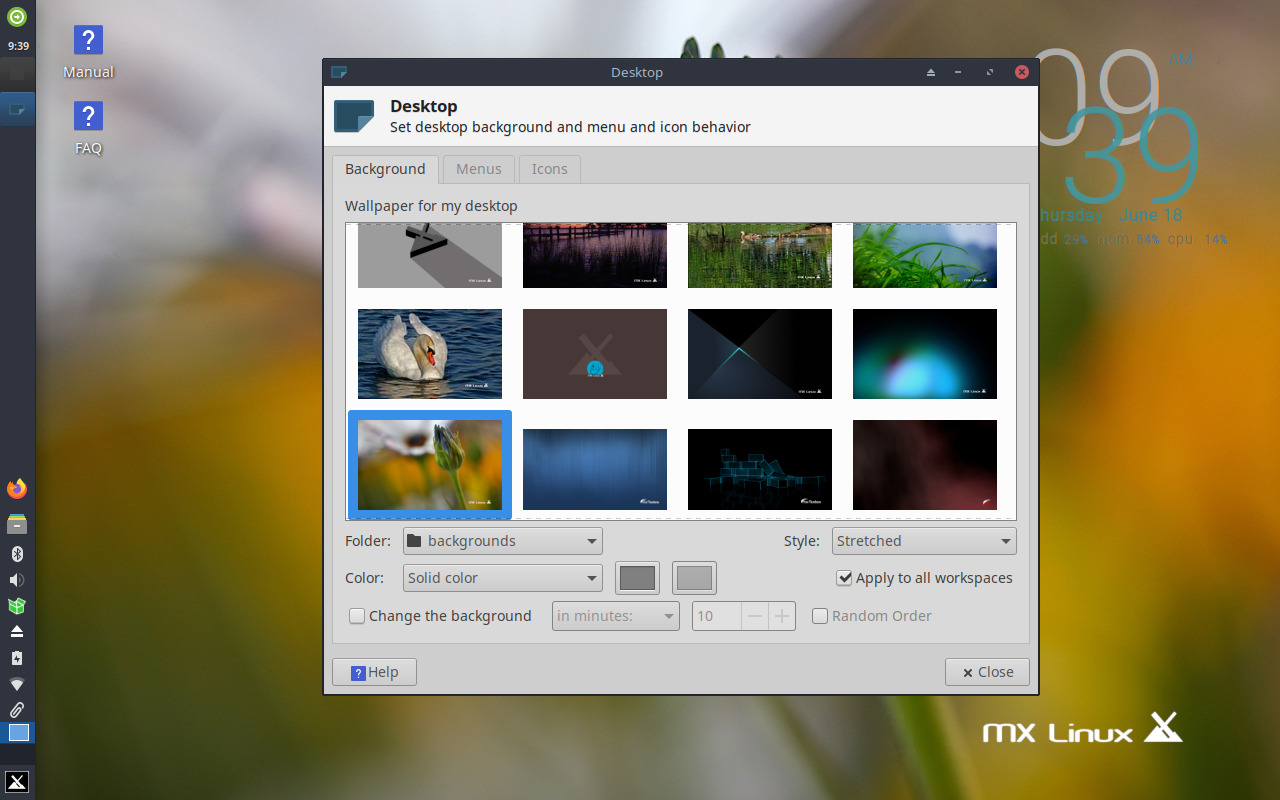 9:39
Manual
FAQ
Desktop
Desktop
Set desktop background and menu and icon behavior
Background
Menus
Icons
Wallpaper for my desktop
Folder:
backgrounds
Style:
Stretched
Color:
Solid color
Apply to all workspaces
Change the background
in minutes:
10
Random Order
Help
Close
09
AM
39
hursday June 18
dd 29% mem 54% cpu 14%
MX Linux